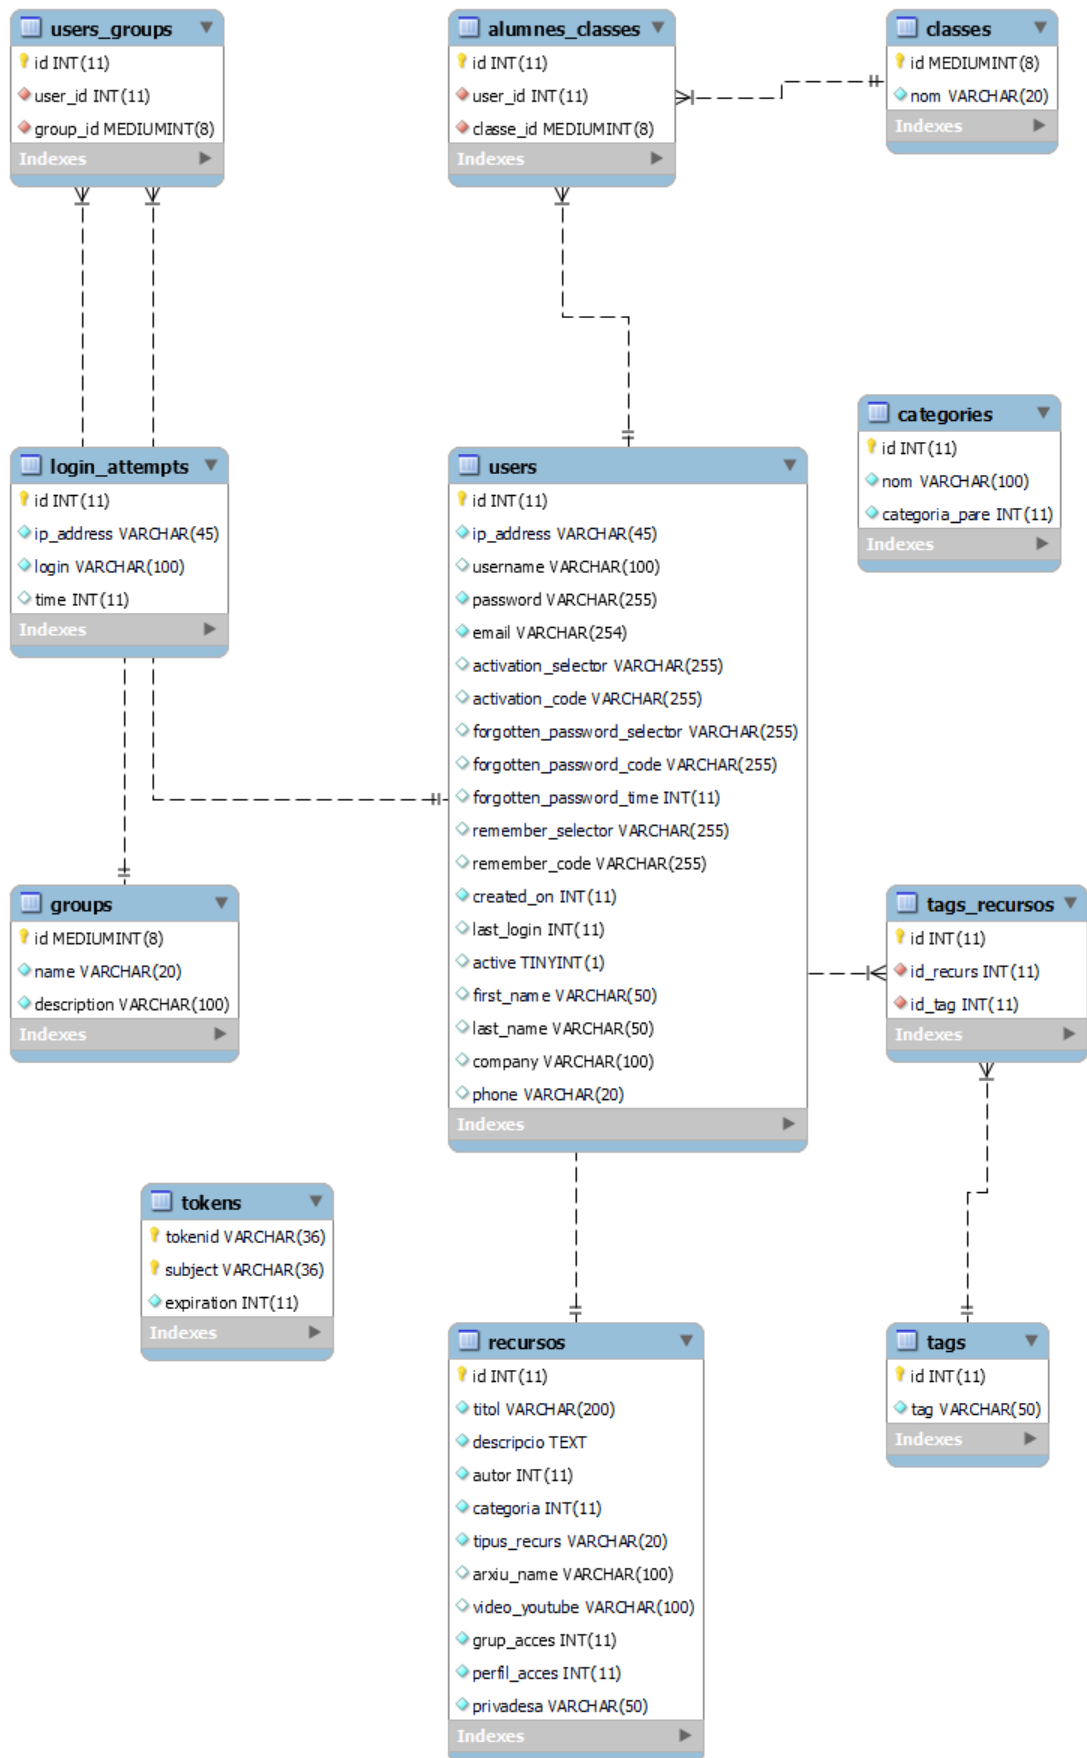 users_groups
id INT(11)
user_id INT(11)
group_id MEDIUMINT(8)
Indexes
alumnes_classes
id INT(11)
user_id INT(11)
classe_id MEDIUMINT(8)
Indexes
classes
id MEDIUMINT(8)
nom VARCHAR(20)
Indexes
categories
id INT(11)
nom VARCHAR(100)
categoria_pare INT(11)
Indexes
login_attempts
id INT(11)
ip_address VARCHAR(45)
login VARCHAR(100)
time INT(11)
Indexes
users
id INT(11)
ip_address VARCHAR(45)
username VARCHAR(100)
password VARCHAR(255)
email VARCHAR(254)
activation_selector VARCHAR(255)
activation_code VARCHAR(255)
forgotten_password_selector VARCHAR(255)
forgotten_password_code VARCHAR(255)
forgotten_password_time INT(11)
remember_selector VARCHAR(255)
remember_code VARCHAR(255)
created_on INT(11)
last_login INT(11)
active TINYINT(1)
first_name VARCHAR(50)
last_name VARCHAR(50)
company VARCHAR(100)
phone VARCHAR(20)
Indexes
groups
id MEDIUMINT(8)
name VARCHAR(20)
description VARCHAR(100)
Indexes
tags_recursos
id INT(11)
id_recurs INT(11)
id_tag INT(11)
Indexes
tokens
tokenid VARCHAR(36)
subject VARCHAR(36)
expiration INT(11)
Indexes
recursos
id INT(11)
titol VARCHAR(200)
descripcio TEXT
autor INT(11)
categoria INT(11)
tipus_recurs VARCHAR(20)
arxiu_name VARCHAR(100)
video_youtube VARCHAR(100)
grup_acces INT(11)
perfil_acces INT(11)
privadesa VARCHAR(50)
Indexes
tags
id INT(11)
tag VARCHAR(50)
Indexes